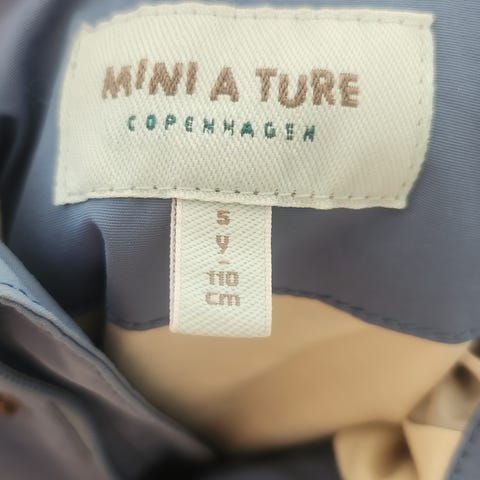 MINI A TURE
COPENHAGEN
5
y
-
110
cm